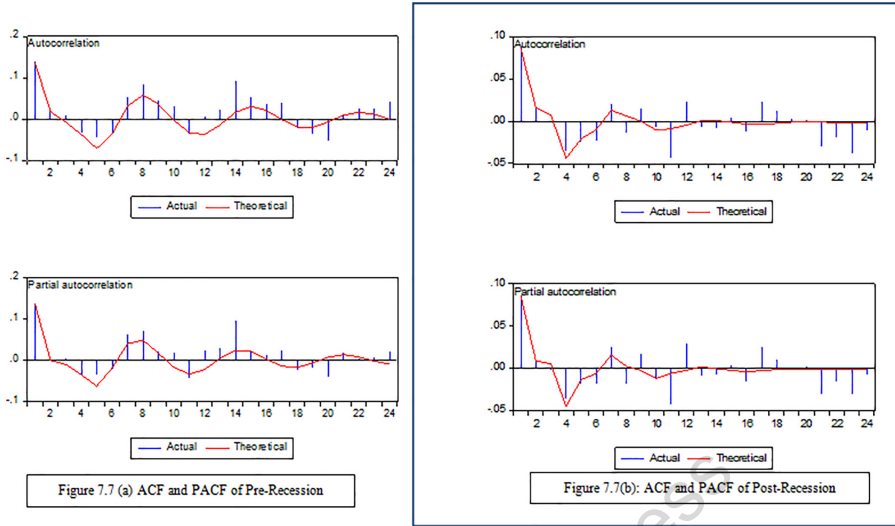 .2
Autocorrelation
.1
.0
-.1
2 4 6 8 10 12 14 16 18 20 22 24
Actual Theoretical
.2
Partial autocorrelation
.1
.0
-.1
2 4 6 8 10 12 14 16 18 20 22 24
Actual Theoretical
Figure 7.7 (a) ACF and PACF of Pre-Recession
.10
Autocorrelation
.05
.00
-.05
2 4 6 8 10 12 14 16 18 20 22 24
Actual Theoretical
.10
Partial autocorrelation
.05
.00
-.05
2 4 6 8 10 12 14 16 18 20 22 24
Actual Theoretical
Figure 7.7(b): ACF and PACF of Post-Recession